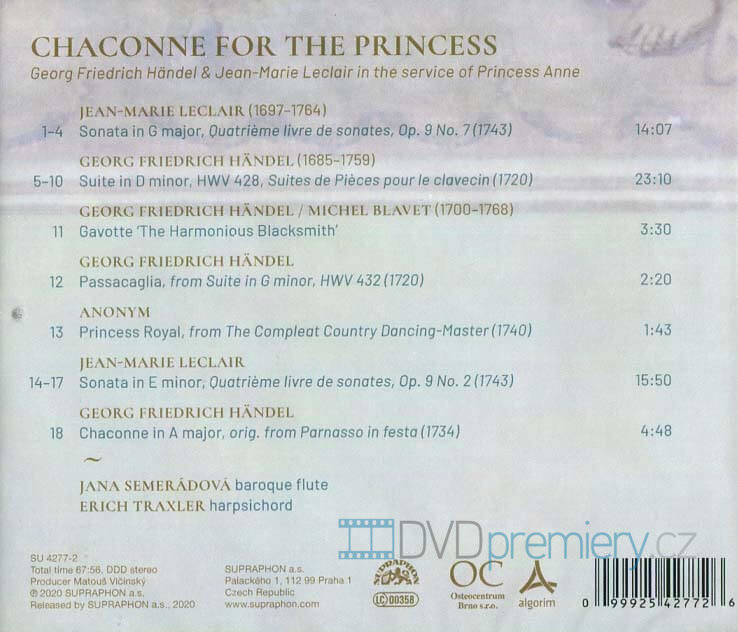 CHACONNE FOR THE PRINCESS
Georg Friedrich Händel & Jean-Marie Leclair in the service of Princess Anne
JEAN-MARIE LECLAIR (1697–1764)
1–4 Sonata in G major, Quatrième livre de sonates, Op. 9 No. 7 (1743) 14:07
GEORG FRIEDRICH HÄNDEL (1685–1759)
5–10 Suite in D minor, HWV 428, Suites de Pièces pour le clavecin (1720) 23:10
GEORG FRIEDRICH HÄNDEL / MICHEL BLAVET (1700–1768)
11 Gavotte ‘The Harmonious Blacksmith’ 3:30
GEORG FRIEDRICH HÄNDEL
12 Passacaglia, from Suite in G minor, HWV 432 (1720) 2:20
ANONYM
13 Princess Royal, from The Compleat Country Dancing-Master (1740) 1:43
JEAN-MARIE LECLAIR
14–17 Sonata in E minor, Quatrième livre de sonates, Op. 9 No. 2 (1743) 15:50
GEORG FRIEDRICH HÄNDEL
18 Chaconne in A major, orig. from Parnasso in festa (1734) 4:48
~
JANA SEMERÁDOVÁ baroque flute
ERICH TRAXLER harpsichord
DVDpremiery.cz
SU 4277-2
Total time 67:56, DDD stereo
Producer Matouš Vlčinský
℗ 2020 SUPRAPHON a.s.
Released by SUPRAPHON a.s., 2020
SUPRAPHON a.s.
Palackého 1, 112 99 Praha 1
Czech Republic
www.supraphon.com
SUPRAPHON
LC 00358
OC
Osteocentrum
Brno s.r.o.
algorim
0 99925 42772 6